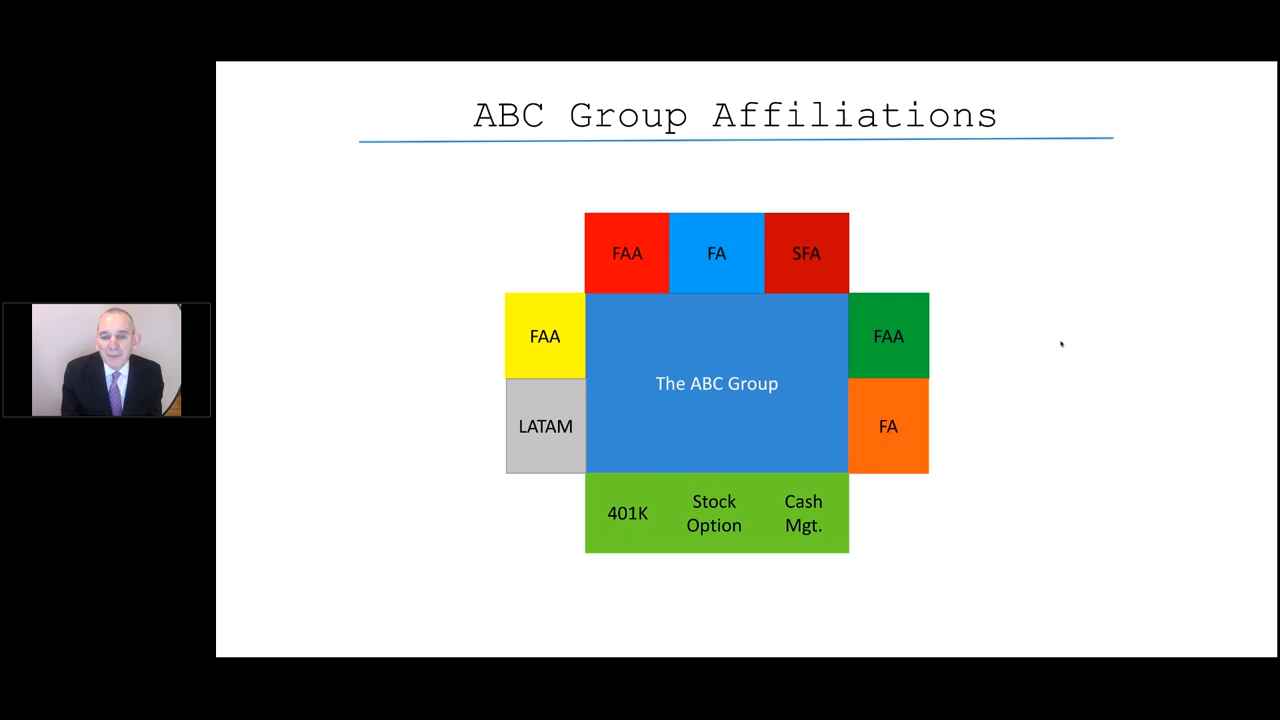 ABC Group Affiliations
FAA
FA
SFA
FAA
The ABC Group
FAA
LATAM
FA
401K
Stock
Option
Cash
Mgt.